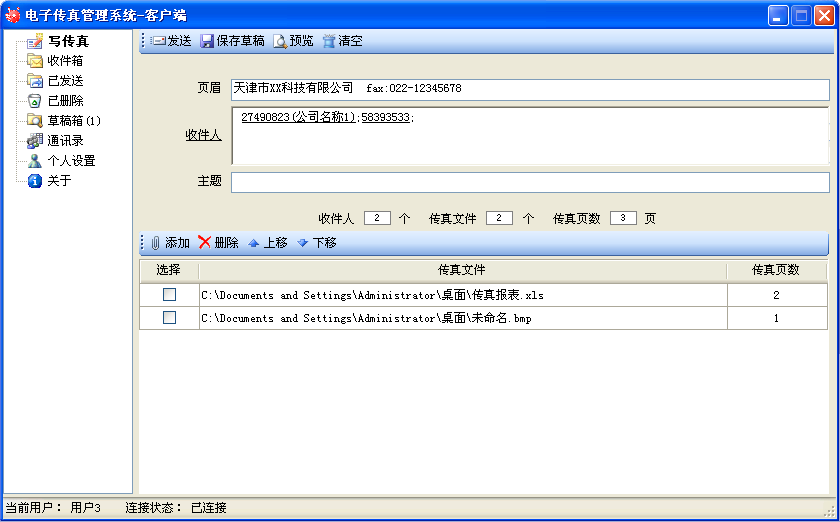 电子传真管理系统-客户端
写传真
收件箱
已发送
已删除
草稿箱(1)
通讯录
个人设置
关于
发送 保存草稿 预览 清空
页眉 天津市XX科技有限公司 fax:022-12345678
收件人 27490823(公司名称1);58393533;
主题
收件人 2 个 传真文件 2 个 传真页数 3 页
添加 删除 上移 下移
选择 传真文件 传真页数
C:\Documents and Settings\Administrator\桌面\传真报表.xls 2
C:\Documents and Settings\Administrator\桌面\未命名.bmp 1
当前用户: 用户3 连接状态: 已连接